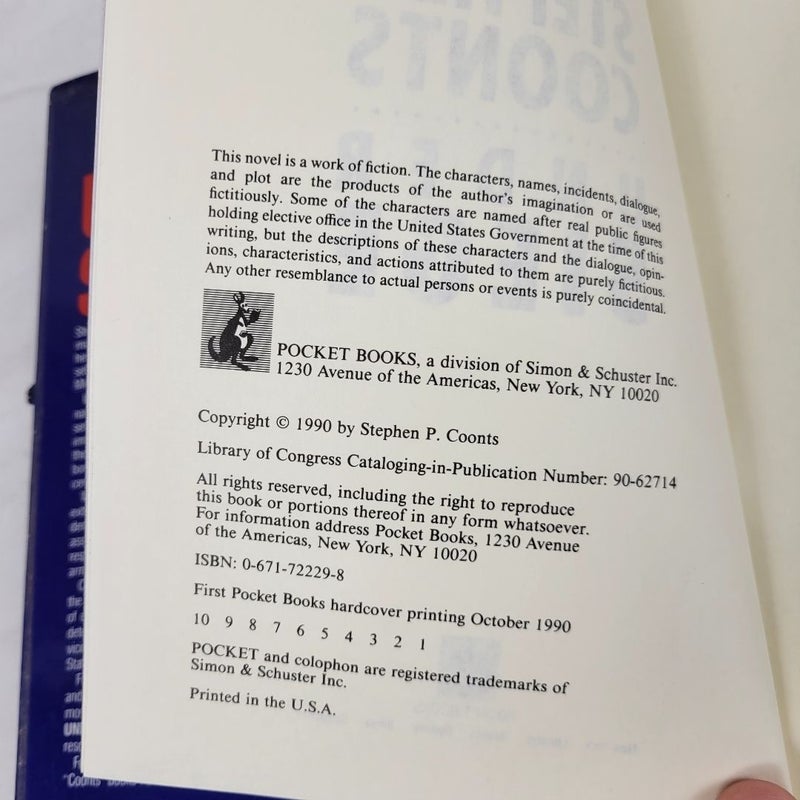 COONTS
This novel is a work of fiction. The characters, names, incidents, dialogue,
and plot are the products of the author's imagination or are used
fictitiously. Some of the characters are named after real public figures
holding elective office in the United States Government at the time of this
writing, but the descriptions of these characters and the dialogue, opin-
ions, characteristics, and actions attributed to them are purely fictitious.
Any other resemblance to actual persons or events is purely coincidental.
POCKET BOOKS, a division of Simon & Schuster Inc.
1230 Avenue of the Americas, New York, NY 10020
Copyright © 1990 by Stephen P. Coonts
Library of Congress Cataloging-in-Publication Number: 90-62714
All rights reserved, including the right to reproduce
this book or portions thereof in any form whatsoever.
For information address Pocket Books, 1230 Avenue
of the Americas, New York, NY 10020
ISBN: 0-671-72229-8
First Pocket Books hardcover printing October 1990
10 9 8 7 6 5 4 3 2 1
POCKET and colophon are registered trademarks of
Simon & Schuster Inc.
Printed in the U.S.A.